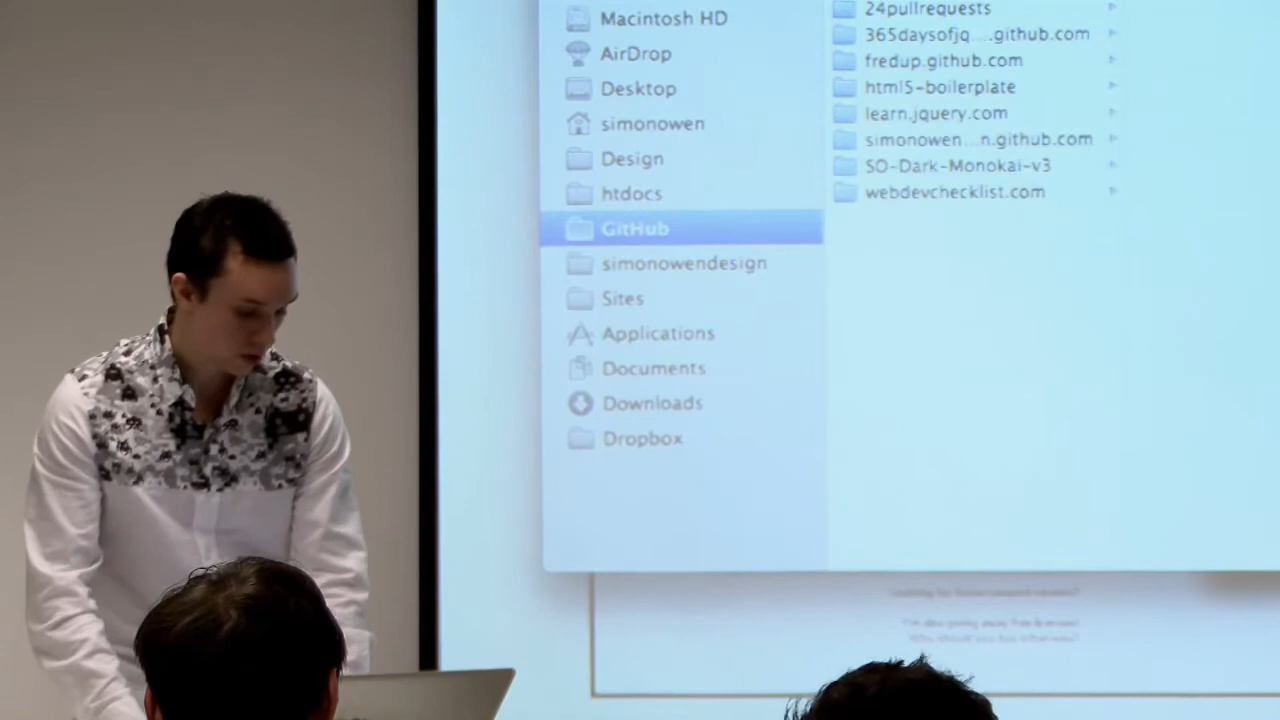 Macintosh HD
AirDrop
Desktop
simonowen
Design
htdocs
GitHub
simonowendesign
Sites
Applications
Documents
Downloads
Dropbox
24pullrequests
365daysofjq....github.com
fredup.github.com
html5-boilerplate
learn.jquery.com
simonowen...n.github.com
SO-Dark-Monokai-v3
webdevchecklist.com